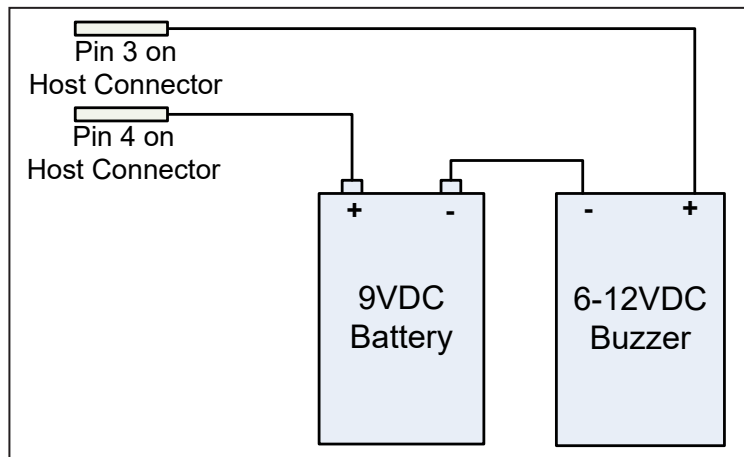 Pin 3 on
Host Connector
Pin 4 on
Host Connector
+
-
-
+
9VDC
Battery
6-12VDC
Buzzer